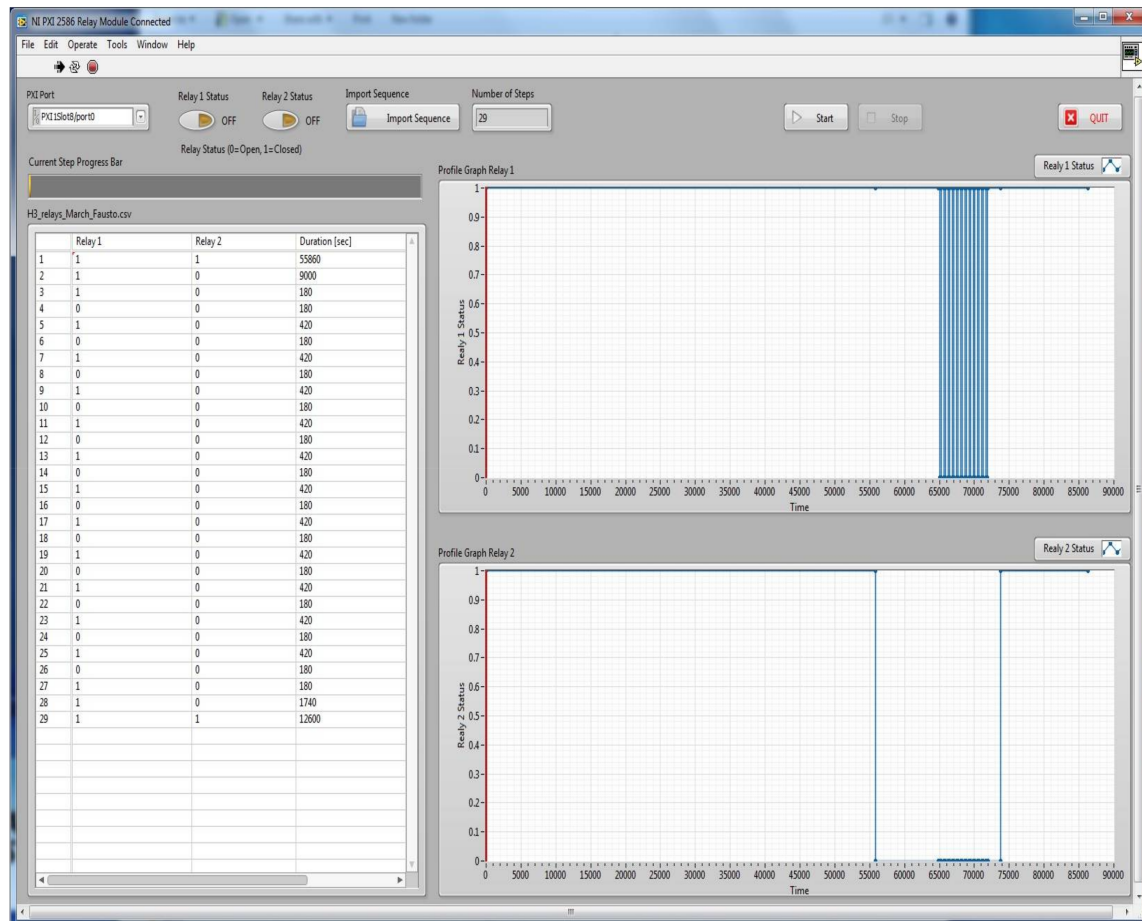 NI PXI 2586 Relay Module Connected
File Edit Operate Tools Window Help
PXI Port
PXI1Slot8/port0
Relay 1 Status
OFF
Relay 2 Status
OFF
Relay Status (0=Open, 1=Closed)
Import Sequence
Import Sequence
Number of Steps
29
Start
Stop
QUIT
Current Step Progress Bar
H3_relays_March_Fausto.csv
Relay 1 Relay 2 Duration [sec]
1 1 1 55860
2 1 0 9000
3 1 0 180
4 0 0 180
5 1 0 420
6 0 0 180
7 1 0 420
8 0 0 180
9 1 0 420
10 0 0 180
11 1 0 420
12 0 0 180
13 1 0 420
14 0 0 180
15 1 0 420
16 0 0 180
17 1 0 420
18 0 0 180
19 1 0 420
20 0 0 180
21 1 0 420
22 0 0 180
23 1 0 420
24 0 0 180
25 1 0 420
26 0 0 180
27 1 0 180
28 1 0 1740
29 1 1 12600
Profile Graph Relay 1
Realy 1 Status
1
0.9
0.8
0.7
0.6
0.5
0.4
0.3
0.2
0.1
0
Realy 1 Status
0 5000 10000 15000 20000 25000 30000 35000 40000 45000 50000 55000 60000 65000 70000 75000 80000 85000 90000
Time
Profile Graph Relay 2
Realy 2 Status
1
0.9
0.8
0.7
0.6
0.5
0.4
0.3
0.2
0.1
0
Realy 2 Status
0 5000 10000 15000 20000 25000 30000 35000 40000 45000 50000 55000 60000 65000 70000 75000 80000 85000 90000
Time